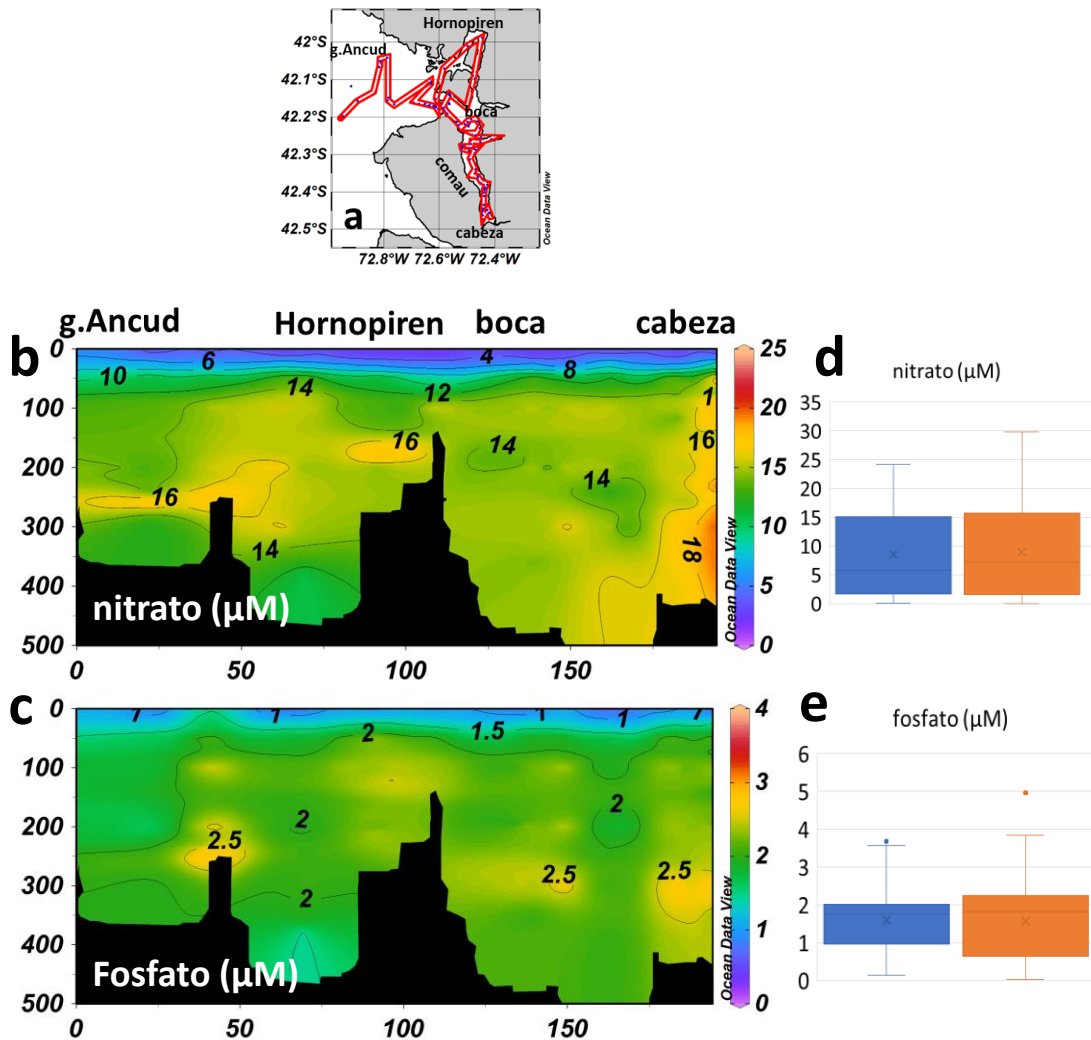 Hornopiren
g.Ancud
boca
comau
cabeza
a
42°S
42.1°S
42.2°S
42.3°S
42.4°S
42.5°S
72.8°W 72.6°W 72.4°W
Ocean Data View
g.Ancud Hornopiren boca cabeza
b
0
100
200
300
400
500
0 50 100 150
6
4
10
8
14
12
1
16
14
16
14
16
14
18
nitrato (µM)
25
20
15
10
5
0
Ocean Data View
d
nitrato (µM)
35
30
25
20
15
10
5
0
c
0
100
200
300
400
500
0 50 100 150
1
1
1
1
2
1.5
2
2
2.5
2.5
2.5
2
Fosfato (µM)
4
3
2
1
0
Ocean Data View
e
fosfato (µM)
6
5
4
3
2
1
0